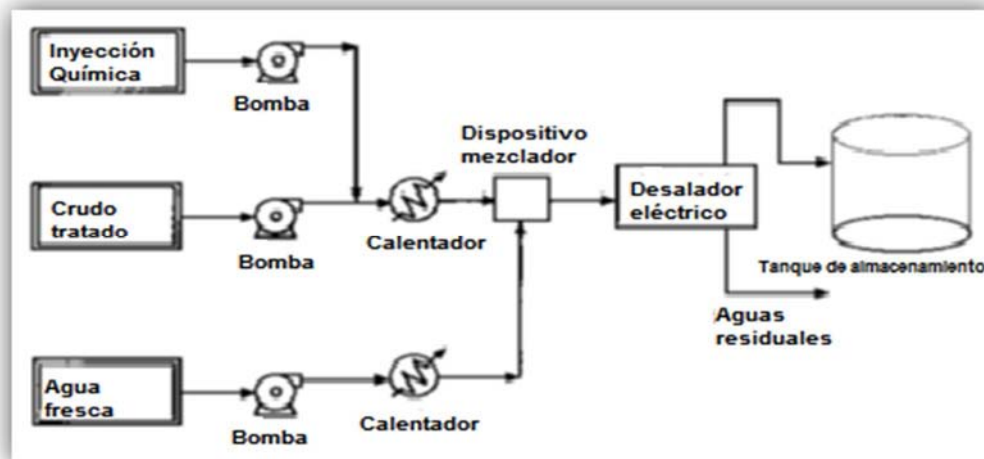 Inyección
Química
Bomba
Dispositivo
mezclador
Crudo
tratado
Bomba
Calentador
Desalador
eléctrico
Tanque de almacenamiento
Aguas
residuales
Agua
fresca
Bomba
Calentador